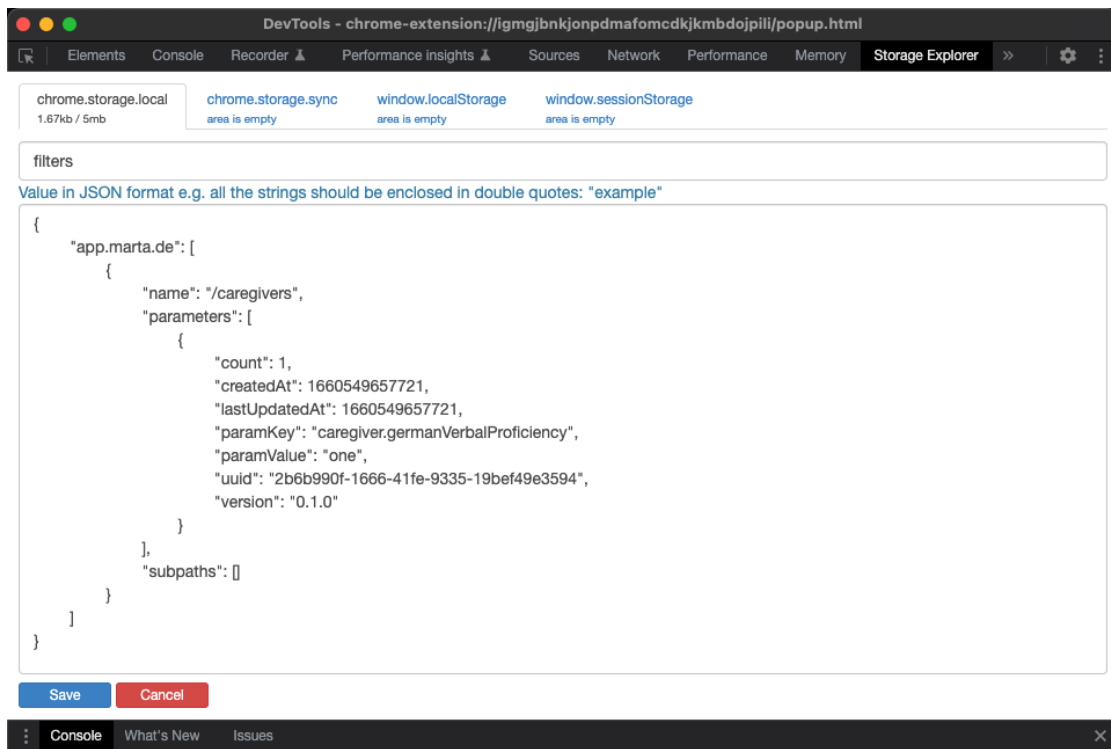 DevTools - chrome-extension://igmgjbnkjonpdmafomcdkjkmbdojpili/popup.html
Elements Console Recorder Performance insights Sources Network Performance Memory Storage Explorer »
chrome.storage.local chrome.storage.sync window.localStorage window.sessionStorage
1.67kb / 5mb area is empty area is empty area is empty
filters
Value in JSON format e.g. all the strings should be enclosed in double quotes: "example"
{
"app.marta.de": [
{
"name": "/caregivers",
"parameters": [
{
"count": 1,
"createdAt": 1660549657721,
"lastUpdatedAt": 1660549657721,
"paramKey": "caregiver.germanVerbalProficiency",
"paramValue": "one",
"uuid": "2b6b990f-1666-41fe-9335-19bef49e3594",
"version": "0.1.0"
}
],
"subpaths": []
}
]
}
Save Cancel
Console What's New Issues